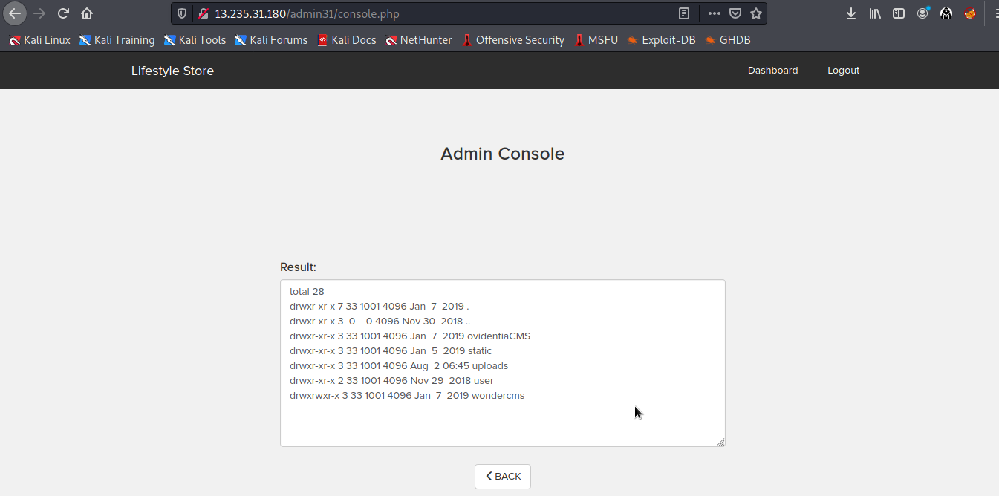 13.235.31.180/admin31/console.php
Kali Linux Kali Training Kali Tools Kali Forums Kali Docs NetHunter Offensive Security MSFU Exploit-DB GHDB
Lifestyle Store Dashboard Logout
Admin Console
Result:
total 28
drwxr-xr-x 7 33 1001 4096 Jan  7  2019 .
drwxr-xr-x 3  0    0 4096 Nov 30  2018 ..
drwxr-xr-x 3 33 1001 4096 Jan  7  2019 ovidentiaCMS
drwxr-xr-x 3 33 1001 4096 Jan  5  2019 static
drwxr-xr-x 3 33 1001 4096 Aug  2 06:45 uploads
drwxr-xr-x 2 33 1001 4096 Nov 29  2018 user
drwxrwxr-x 3 33 1001 4096 Jan  7  2019 wondercms
BACK